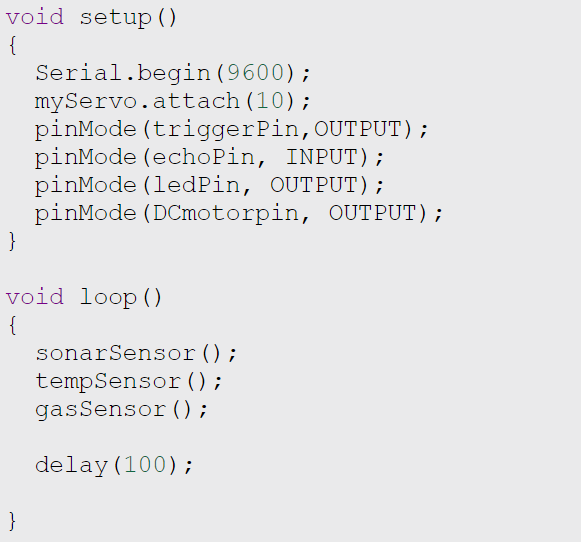 void setup()
{
  Serial.begin(9600);
  myServo.attach(10);
  pinMode(triggerPin,OUTPUT);
  pinMode(echoPin, INPUT);
  pinMode(ledPin, OUTPUT);
  pinMode(DCmotorpin, OUTPUT);
}

void loop()
{
  sonarSensor();
  tempSensor();
  gasSensor();

  delay(100);

}